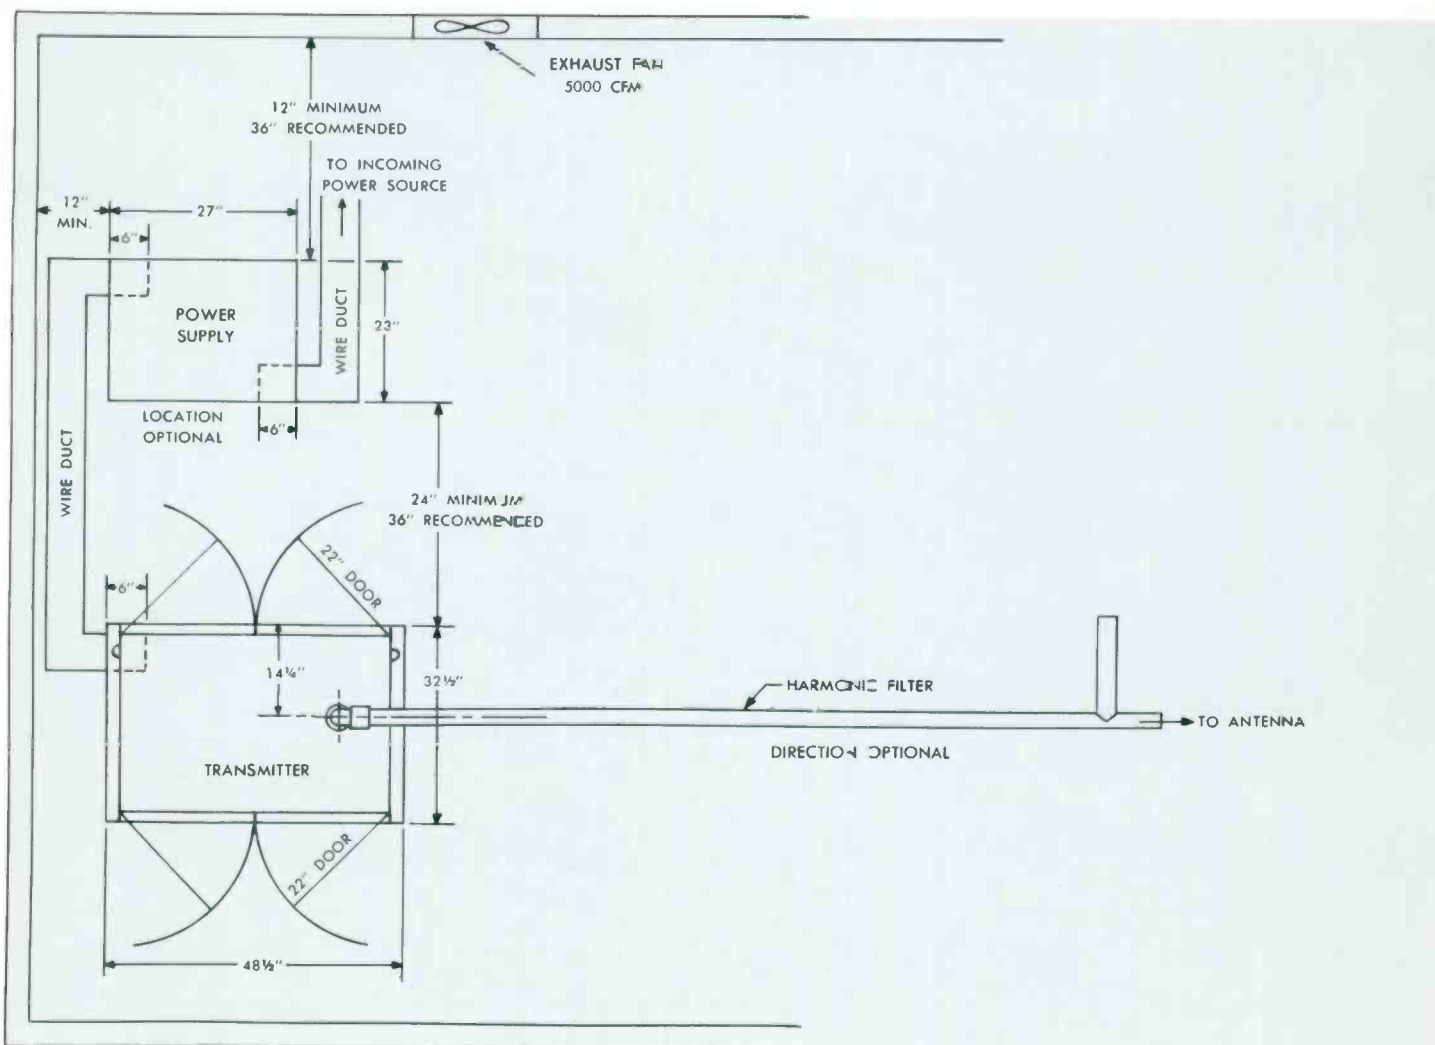 EXHAUST FAN
5000 CFM
12" MINIMUM
36" RECOMMENDED
TO INCOMING
POWER SOURCE
12"
MIN.
27"
6"
POWER
SUPPLY
WIRE DUCT
23"
LOCATION
OPTIONAL
6"
WIRE DUCT
24" MINIMUM
36" RECOMMENDED
22" DOOR
6"
14¼"
32½"
HARMONIC FILTER
TO ANTENNA
DIRECTION OPTIONAL
TRANSMITTER
22" DOOR
48½"